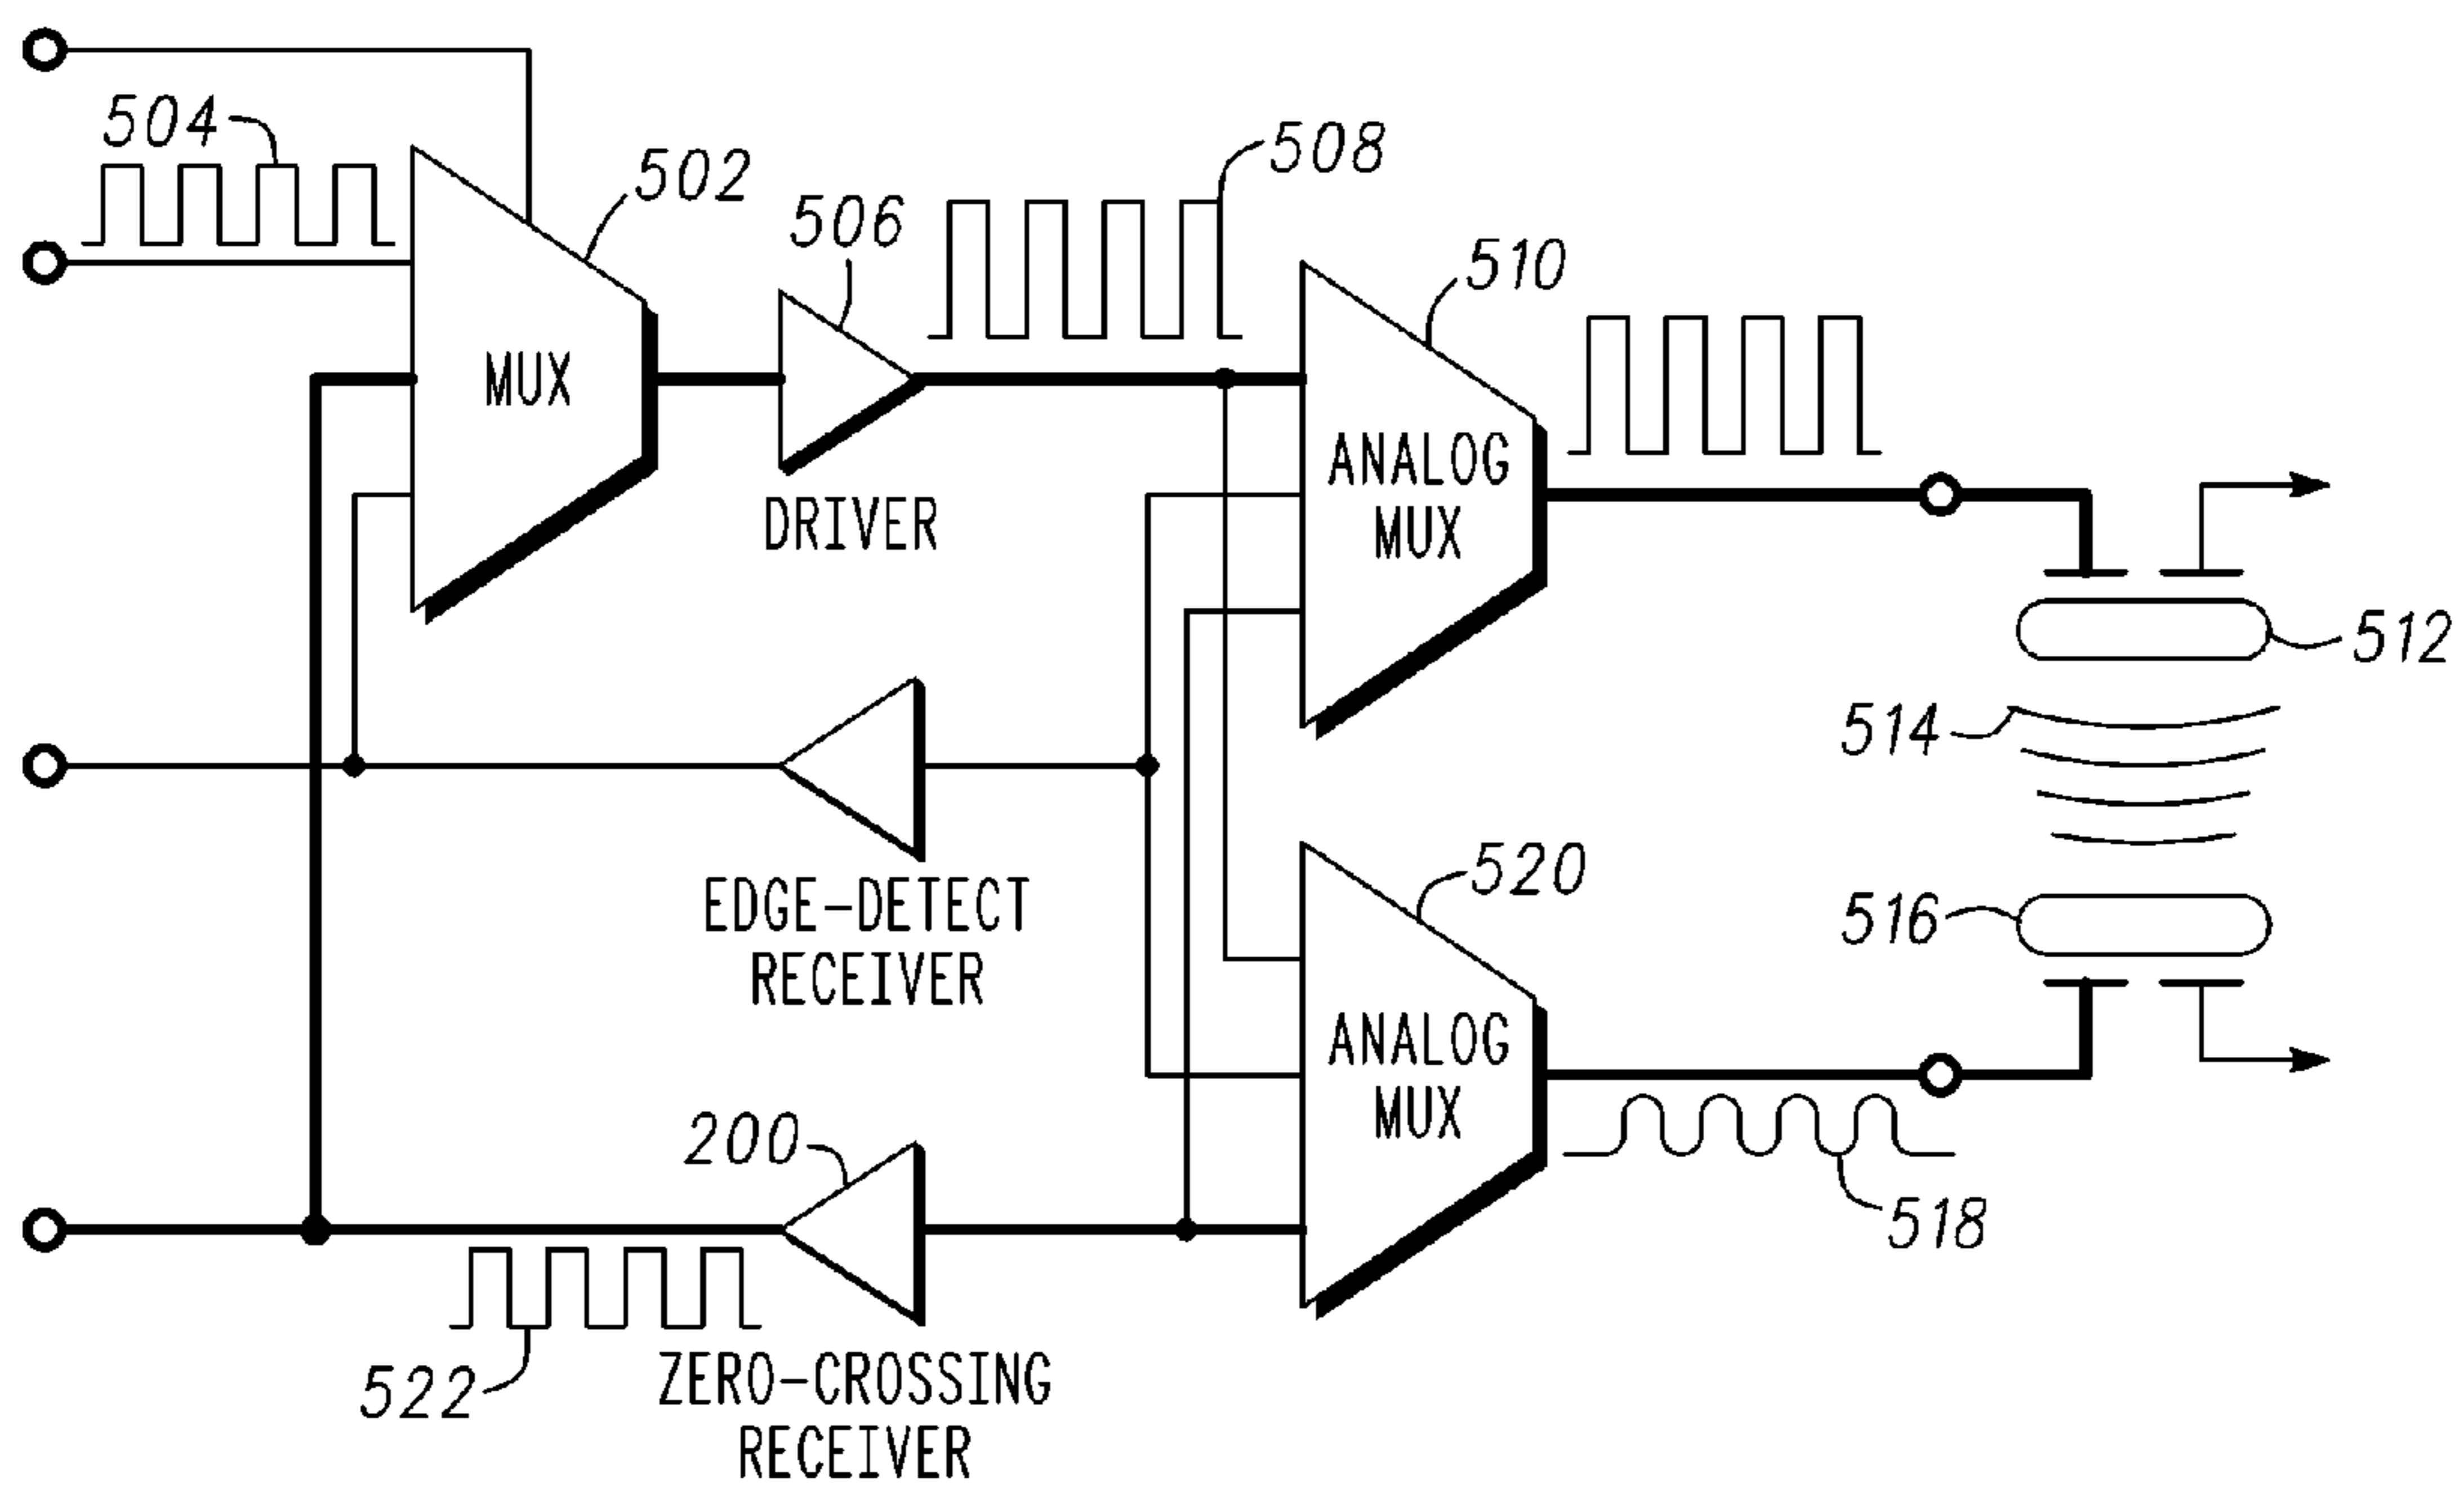 504
502
508
506
510
MUX
ANALOG
MUX
DRIVER
512
514
EDGE-DETECT
RECEIVER
520
516
ANALOG
MUX
200
518
522
ZERO-CROSSING
RECEIVER